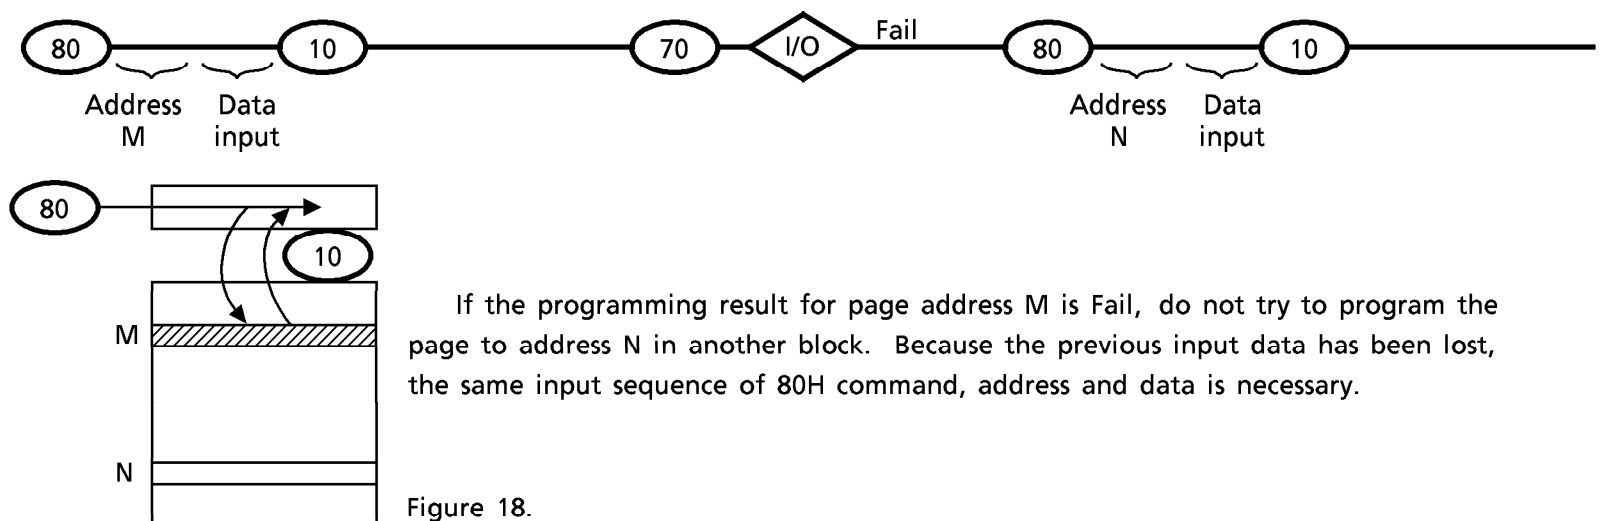 80 10 70 I/O Fail 80 10
Address Data Address Data
M input N input
80
10
If the programming result for page address M is Fail, do not try to program the
M
page to address N in another block. Because the previous input data has been lost,
the same input sequence of 80H command, address and data is necessary.
N
Figure 18.